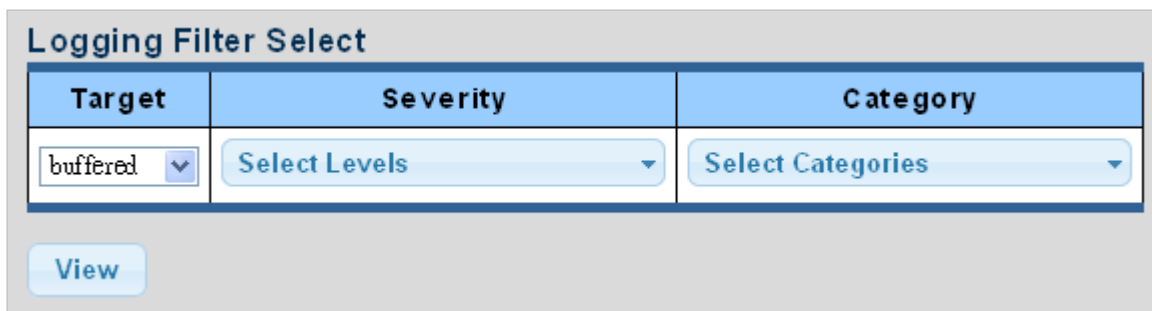 Logging Filter Select
Target Severity Category
buffered Select Levels Select Categories
View